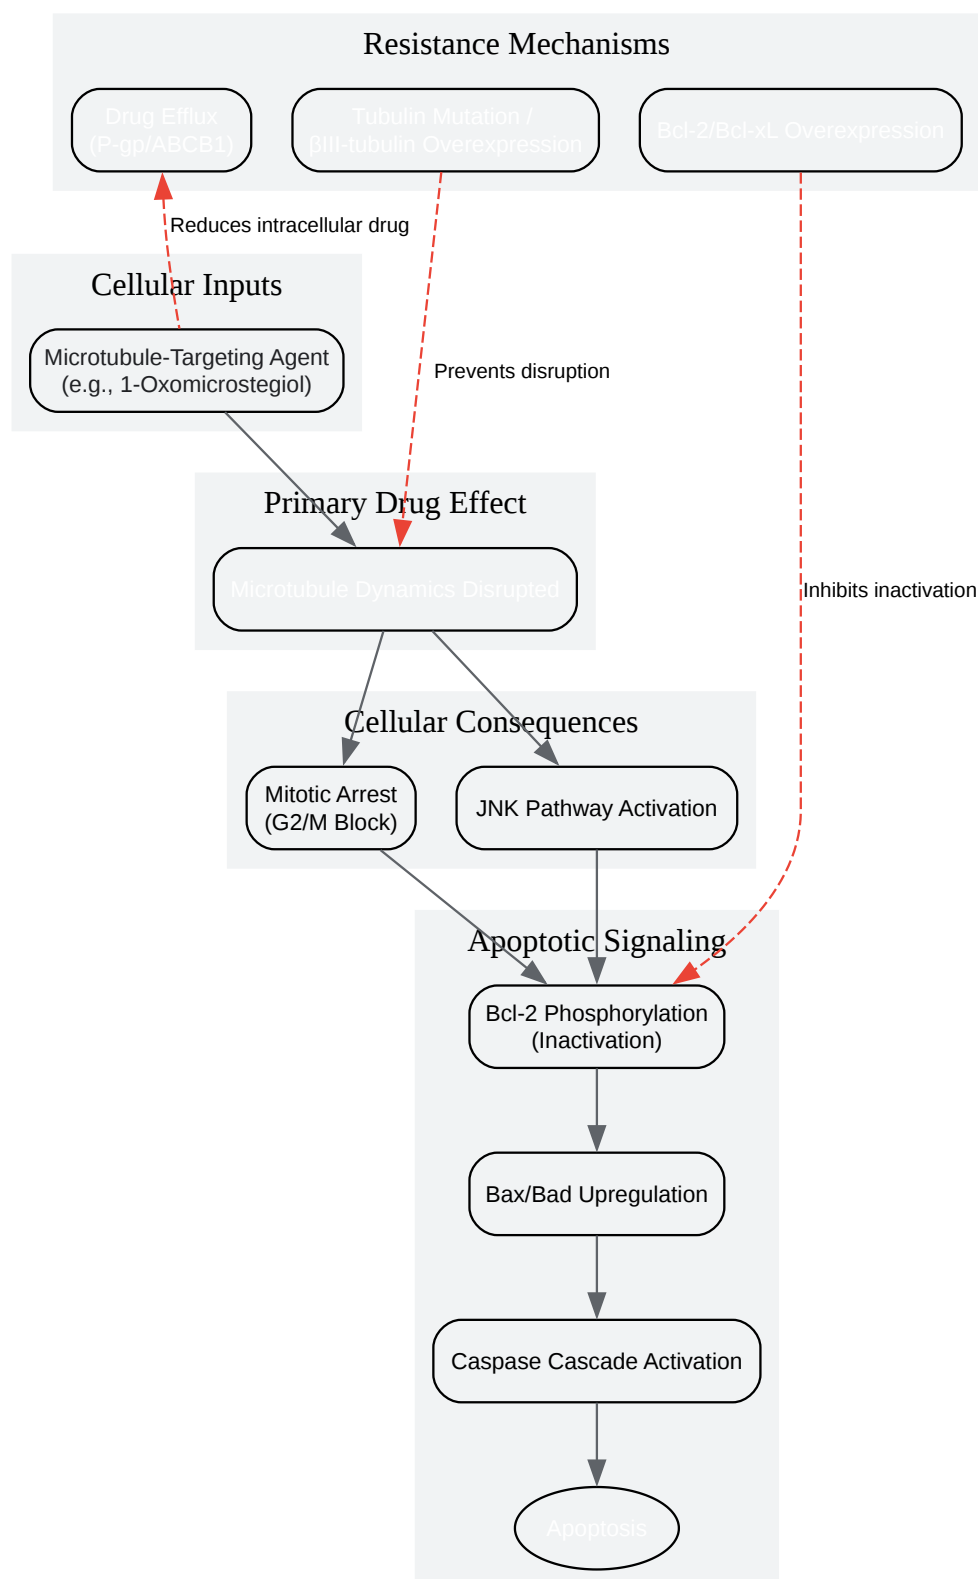 Resistance Mechanisms
Drug Efflux
(P-gp/ABCB1)
Tubulin Mutation /
βIII-tubulin Overexpression
Bcl-2/Bcl-xL Overexpression
Reduces intracellular drug
Cellular Inputs
Microtubule-Targeting Agent
(e.g., 1-Oxomicrostegiol)
Prevents disruption
Primary Drug Effect
Microtubule Dynamics Disrupted
Inhibits inactivation
Cellular Consequences
Mitotic Arrest
(G2/M Block)
JNK Pathway Activation
Apoptotic Signaling
Bcl-2 Phosphorylation
(Inactivation)
Bax/Bad Upregulation
Caspase Cascade Activation
Apoptosis